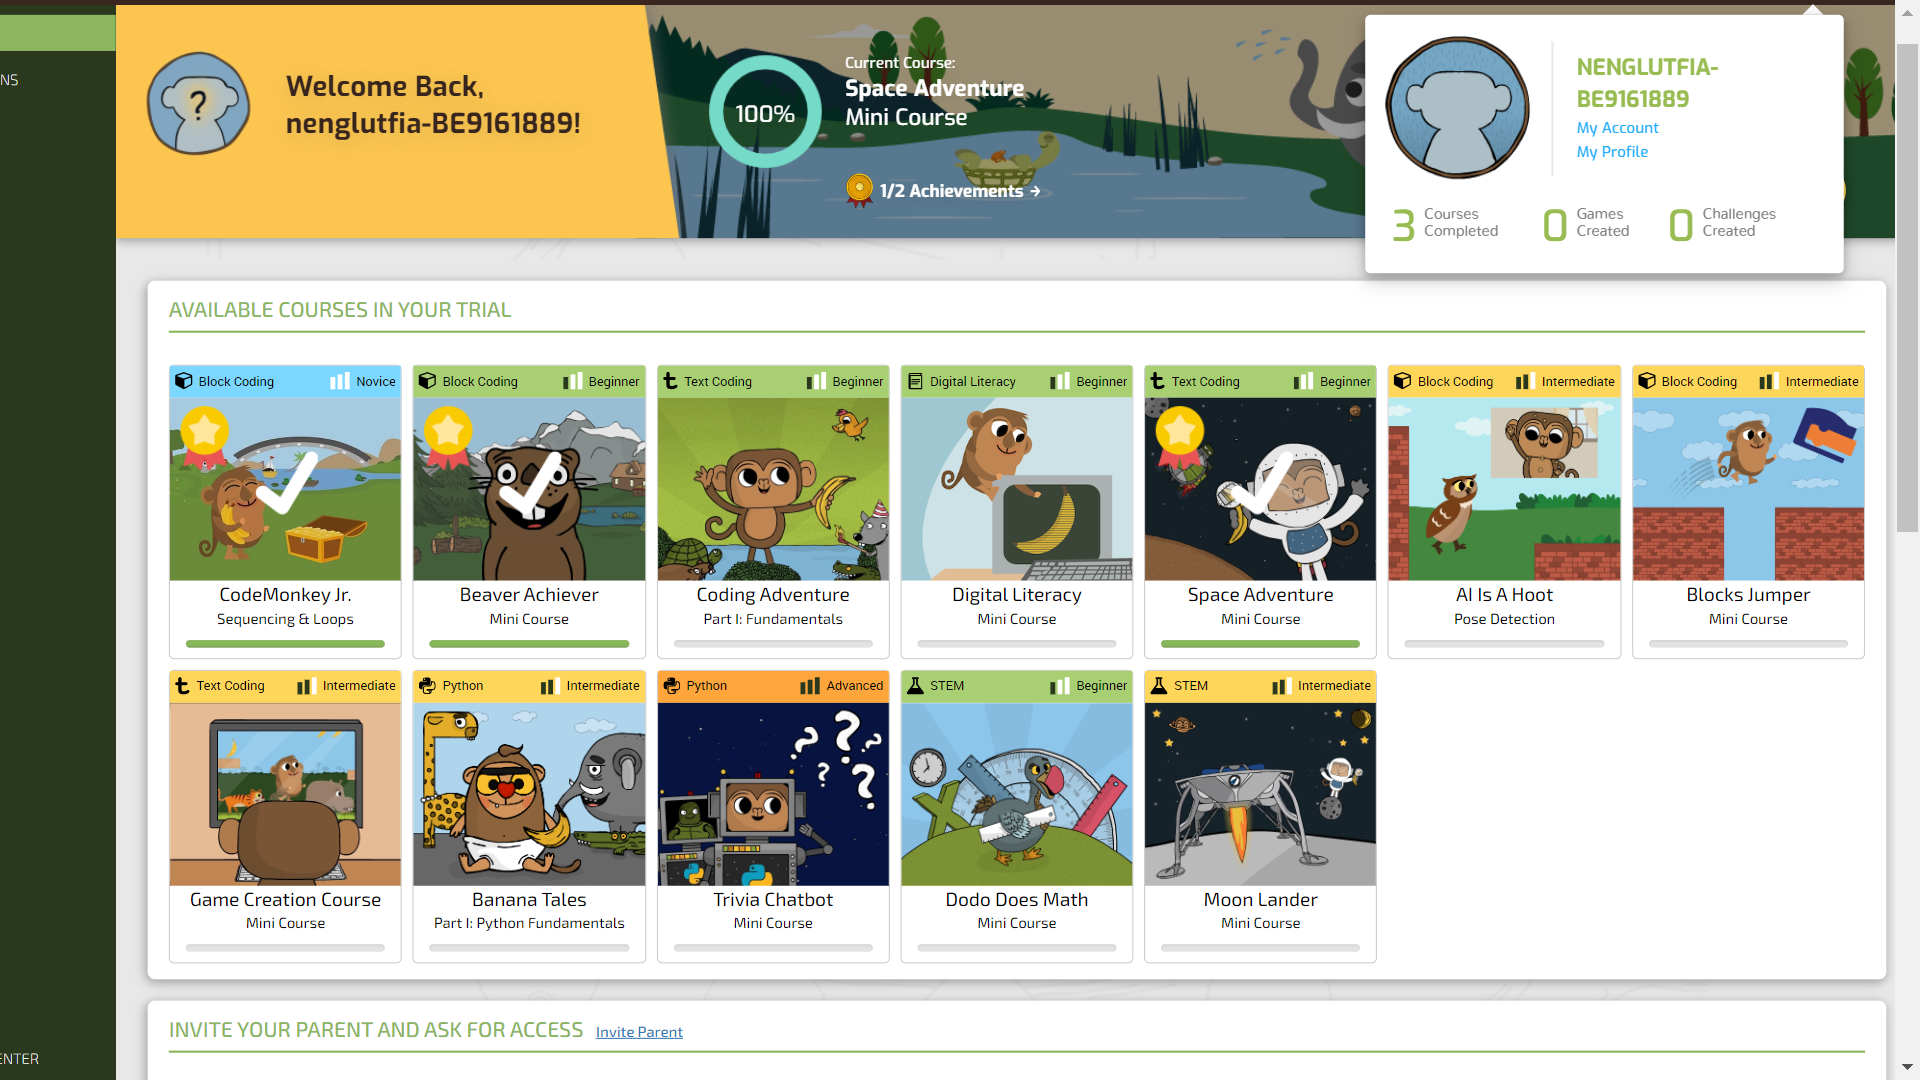 NS
Welcome Back,
nenglutfia-BE9161889!
?
100%
Current Course:
Space Adventure
Mini Course
1/2 Achievements →
NENGLUTFIA-
BE9161889
My Account
My Profile
3 Courses Completed
0 Games Created
0 Challenges Created
AVAILABLE COURSES IN YOUR TRIAL
Block Coding Novice
CodeMonkey Jr.
Sequencing & Loops
Block Coding Beginner
Beaver Achiever
Mini Course
Text Coding Beginner
Coding Adventure
Part I: Fundamentals
Digital Literacy Beginner
Digital Literacy
Mini Course
Text Coding Beginner
Space Adventure
Mini Course
Block Coding Intermediate
AI Is A Hoot
Pose Detection
Block Coding Intermediate
Blocks Jumper
Mini Course
Text Coding Intermediate
Game Creation Course
Mini Course
Python Intermediate
Banana Tales
Part I: Python Fundamentals
Python Advanced
? ? ? ? ?
Trivia Chatbot
Mini Course
STEM Beginner
Dodo Does Math
Mini Course
STEM Intermediate
Moon Lander
Mini Course
INVITE YOUR PARENT AND ASK FOR ACCESS Invite Parent
ENTER